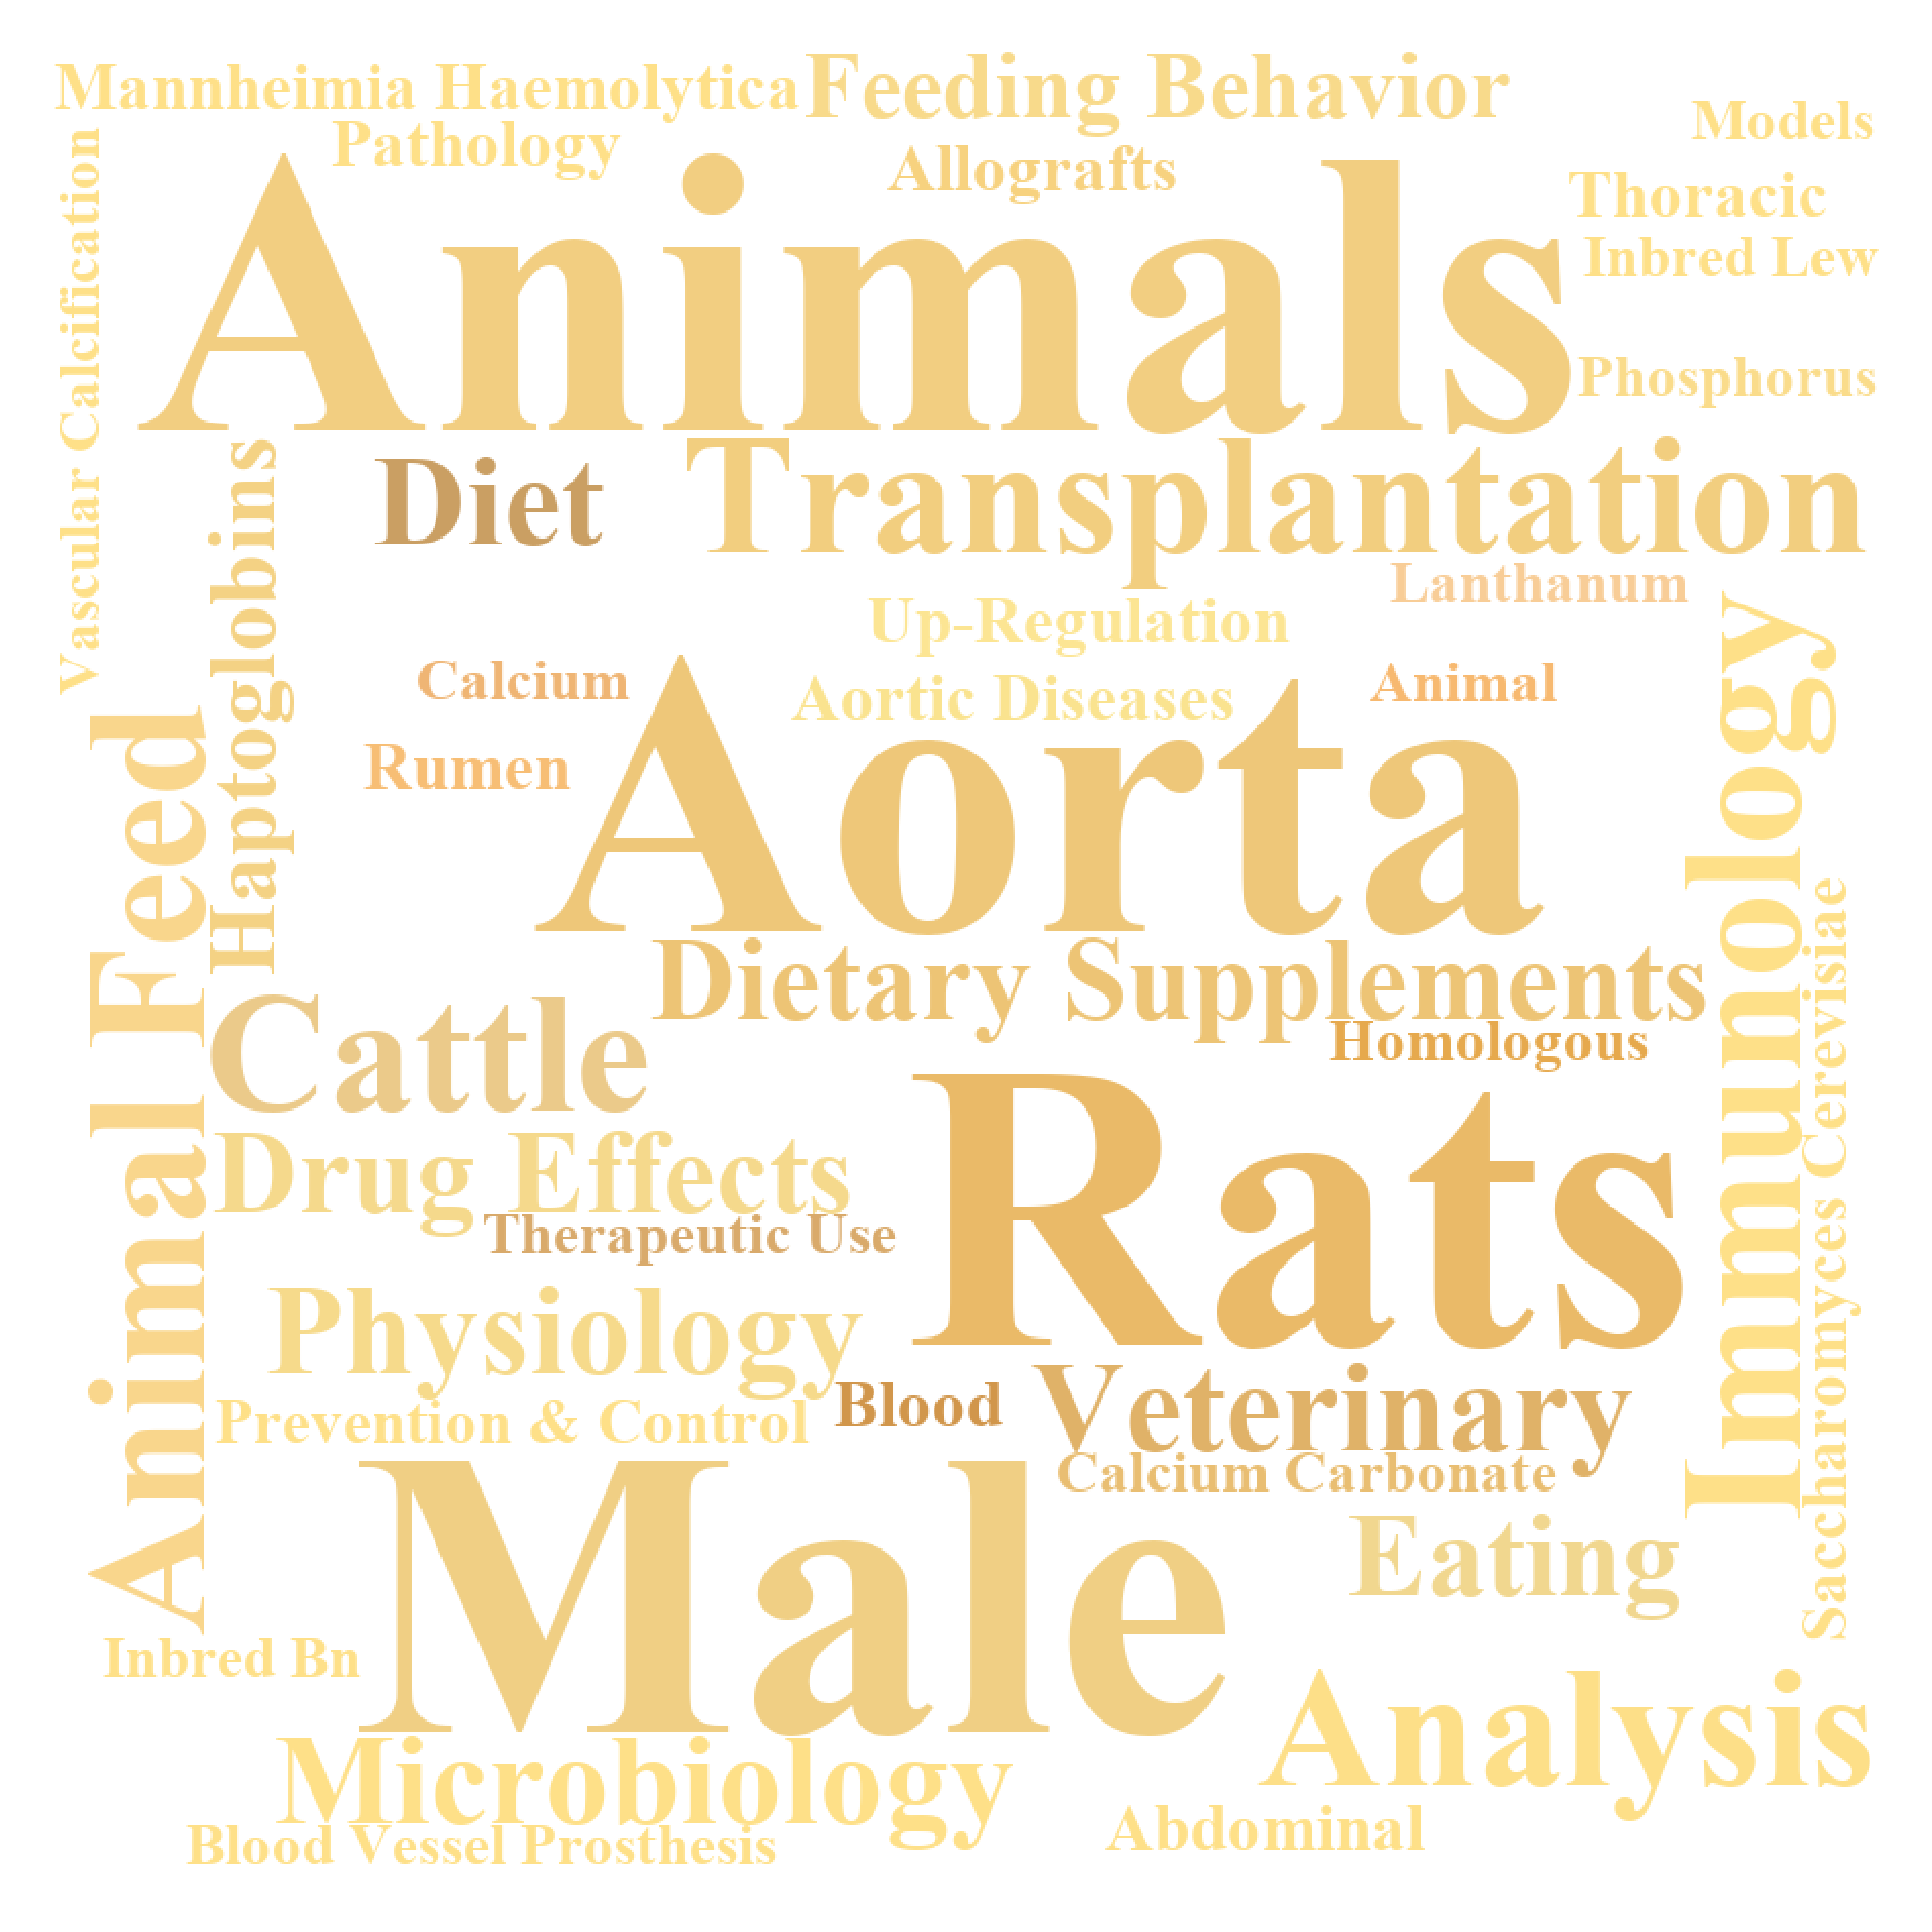 Mannheimia Haemolytica
Feeding Behavior
Models
Pathology
Allografts
Thoracic
Inbred Lew
Animals
Vascular Calcification
Phosphorus
Diet
Transplantation
Haptoglobins
Lanthanum
Up-Regulation
Calcium
Aortic Diseases
Animal
Rumen
Aorta
Immunology
Animal Feed
Dietary Supplements
Cattle
Homologous
Saccharomyces Cerevisiae
Drug Effects
Rats
Therapeutic Use
Physiology
Blood
Veterinary
Prevention & Control
Calcium Carbonate
Male
Eating
Inbred Bn
Analysis
Microbiology
Abdominal
Blood Vessel Prosthesis